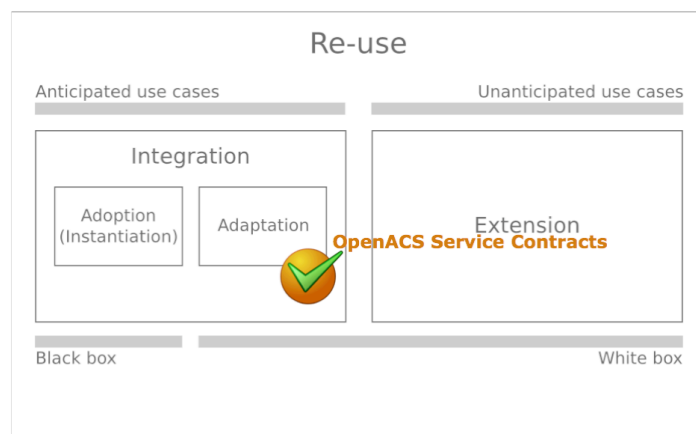 Re-use
Anticipated use cases
Unanticipated use cases
Integration
Adoption
(Instantiation)
Adaptation
Extension
OpenACS Service Contracts
Black box
White box